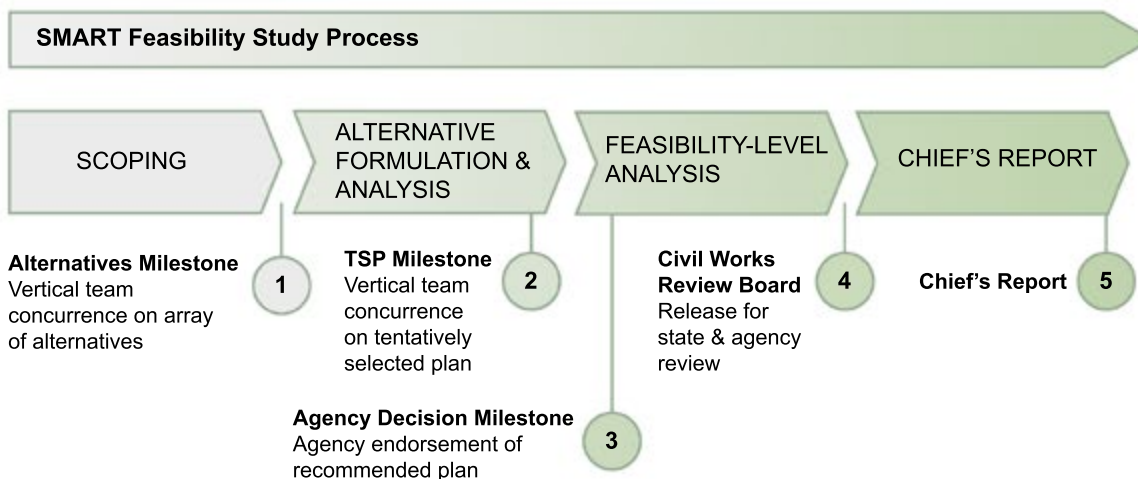 SMART Feasibility Study Process
SCOPING
ALTERNATIVE
FORMULATION &
ANALYSIS
FEASIBILITY-LEVEL
ANALYSIS
CHIEF'S REPORT
Alternatives Milestone
Vertical team
concurrence on array
of alternatives
1
TSP Milestone
Vertical team
concurrence
on tentatively
selected plan
2
Agency Decision Milestone
Agency endorsement of
recommended plan
3
Civil Works
Review Board
Release for
state & agency
review
4
Chief's Report
5